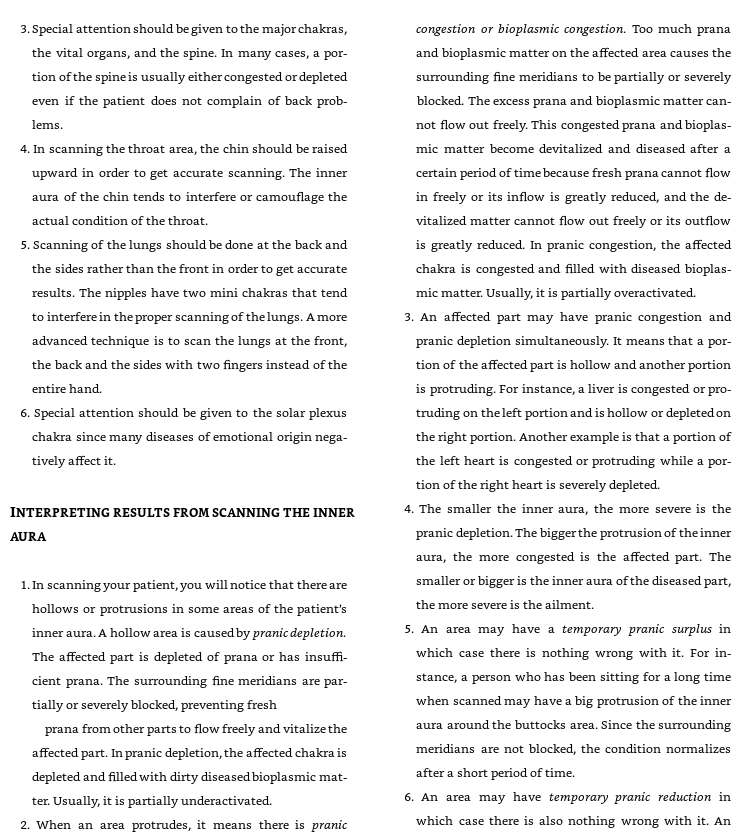 3. Special attention should be given to the major chakras,
the vital organs, and the spine. In many cases, a por-
tion of the spine is usually either congested or depleted
even if the patient does not complain of back prob-
lems.
4. In scanning the throat area, the chin should be raised
upward in order to get accurate scanning. The inner
aura of the chin tends to interfere or camouflage the
actual condition of the throat.
5. Scanning of the lungs should be done at the back and
the sides rather than the front in order to get accurate
results. The nipples have two mini chakras that tend
to interfere in the proper scanning of the lungs. A more
advanced technique is to scan the lungs at the front,
the back and the sides with two fingers instead of the
entire hand.
6. Special attention should be given to the solar plexus
chakra since many diseases of emotional origin nega-
tively affect it.
INTERPRETING RESULTS FROM SCANNING THE INNER
AURA
1. In scanning your patient, you will notice that there are
hollows or protrusions in some areas of the patient's
inner aura. A hollow area is caused by pranic depletion.
The affected part is depleted of prana or has insuffi-
cient prana. The surrounding fine meridians are par-
tially or severely blocked, preventing fresh
prana from other parts to flow freely and vitalize the
affected part. In pranic depletion, the affected chakra is
depleted and filled with dirty diseased bioplasmic mat-
ter. Usually, it is partially underactivated.
2. When an area protrudes, it means there is pranic
congestion or bioplasmic congestion. Too much prana
and bioplasmic matter on the affected area causes the
surrounding fine meridians to be partially or severely
blocked. The excess prana and bioplasmic matter can-
not flow out freely. This congested prana and bioplas-
mic matter become devitalized and diseased after a
certain period of time because fresh prana cannot flow
in freely or its inflow is greatly reduced, and the de-
vitalized matter cannot flow out freely or its outflow
is greatly reduced. In pranic congestion, the affected
chakra is congested and filled with diseased bioplas-
mic matter. Usually, it is partially overactivated.
3. An affected part may have pranic congestion and
pranic depletion simultaneously. It means that a por-
tion of the affected part is hollow and another portion
is protruding. For instance, a liver is congested or pro-
truding on the left portion and is hollow or depleted on
the right portion. Another example is that a portion of
the left heart is congested or protruding while a por-
tion of the right heart is severely depleted.
4. The smaller the inner aura, the more severe is the
pranic depletion. The bigger the protrusion of the inner
aura, the more congested is the affected part. The
smaller or bigger is the inner aura of the diseased part,
the more severe is the ailment.
5. An area may have a temporary pranic surplus in
which case there is nothing wrong with it. For in-
stance, a person who has been sitting for a long time
when scanned may have a big protrusion of the inner
aura around the buttocks area. Since the surrounding
meridians are not blocked, the condition normalizes
after a short period of time.
6. An area may have temporary pranic reduction in
which case there is also nothing wrong with it. An